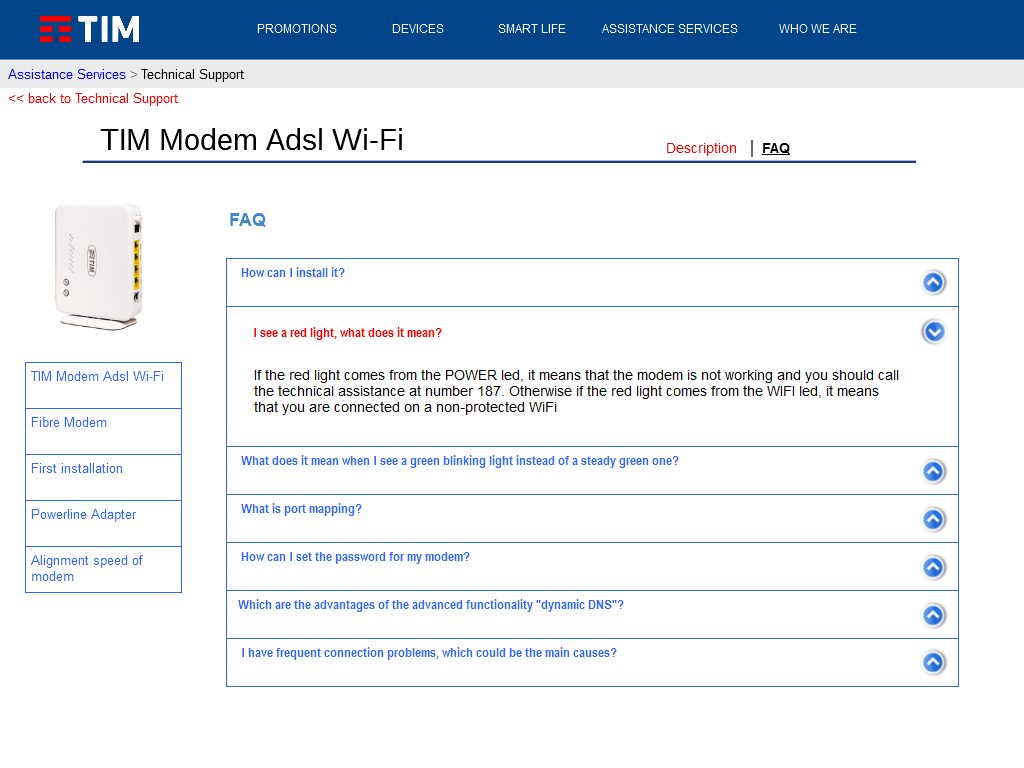 TIM
PROMOTIONS
DEVICES
SMART LIFE
ASSISTANCE SERVICES
WHO WE ARE
Assistance Services > Technical Support
<< back to Technical Support
TIM Modem Adsl Wi-Fi
Description
FAQ
TIM
TIM Modem Adsl Wi-Fi
Fibre Modem
First installation
Powerline Adapter
Alignment speed of
modem
FAQ
How can I install it?
I see a red light, what does it mean?
If the red light comes from the POWER led, it means that the modem is not working and you should call
the technical assistance at number 187. Otherwise if the red light comes from the WIFI led, it means
that you are connected on a non-protected WiFi
What does it mean when I see a green blinking light instead of a steady green one?
What is port mapping?
How can I set the password for my modem?
Which are the advantages of the advanced functionality "dynamic DNS"?
I have frequent connection problems, which could be the main causes?